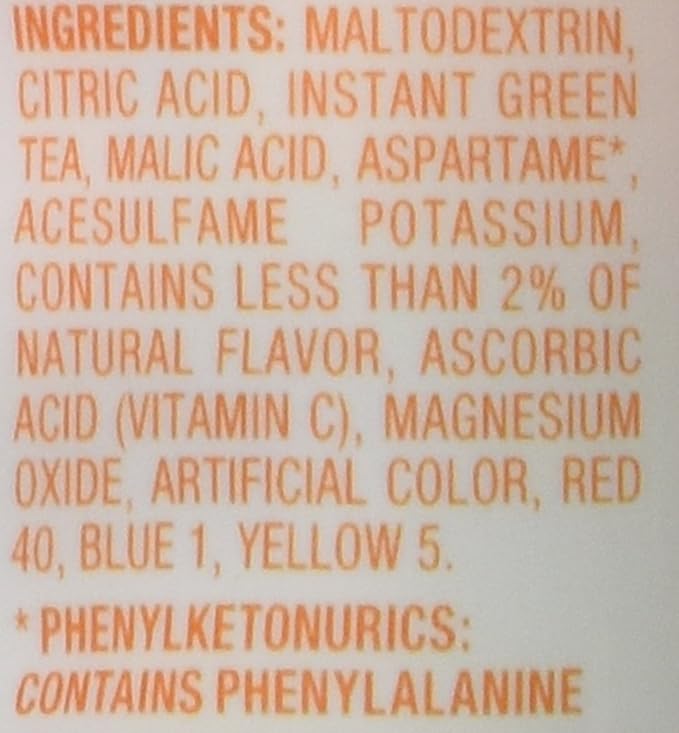 INGREDIENTS: MALTODEXTRIN,
CITRIC ACID, INSTANT GREEN
TEA, MALIC ACID, ASPARTAME*,
ACESULFAME POTASSIUM,
CONTAINS LESS THAN 2% OF
NATURAL FLAVOR, ASCORBIC
ACID (VITAMIN C), MAGNESIUM
OXIDE, ARTIFICIAL COLOR, RED
40, BLUE 1, YELLOW 5.
* PHENYLKETONURICS:
CONTAINS PHENYLALANINE